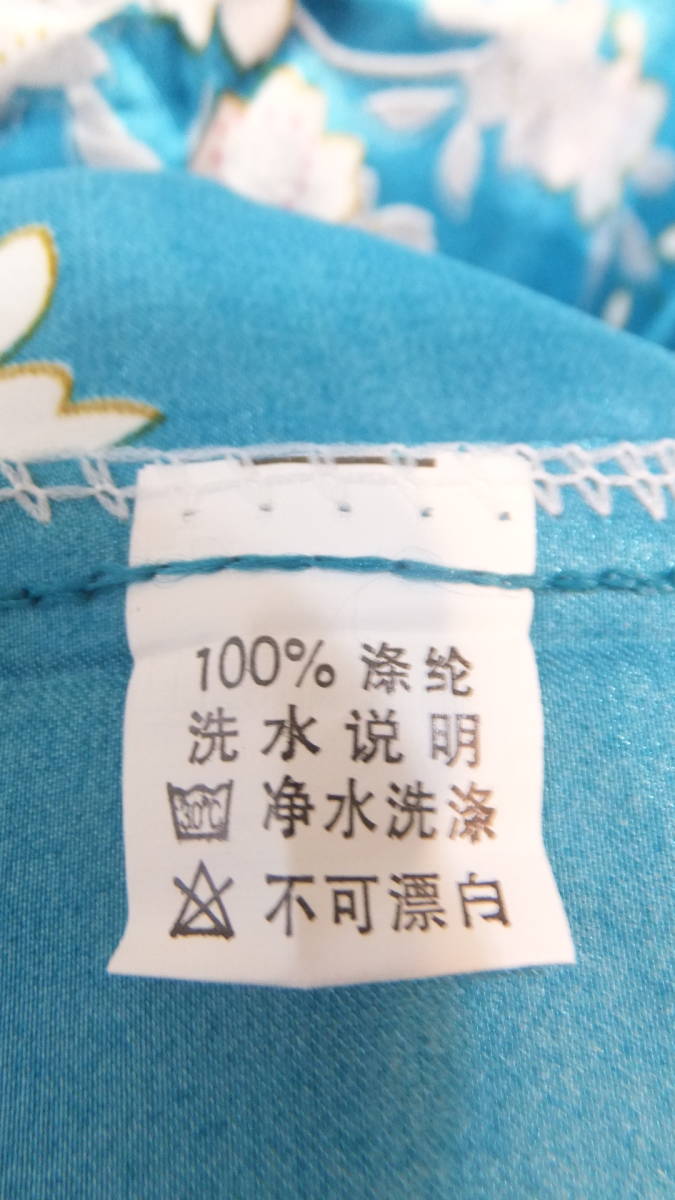 100% 涤纶
洗水说明
30℃ 净水洗涤
不可漂白